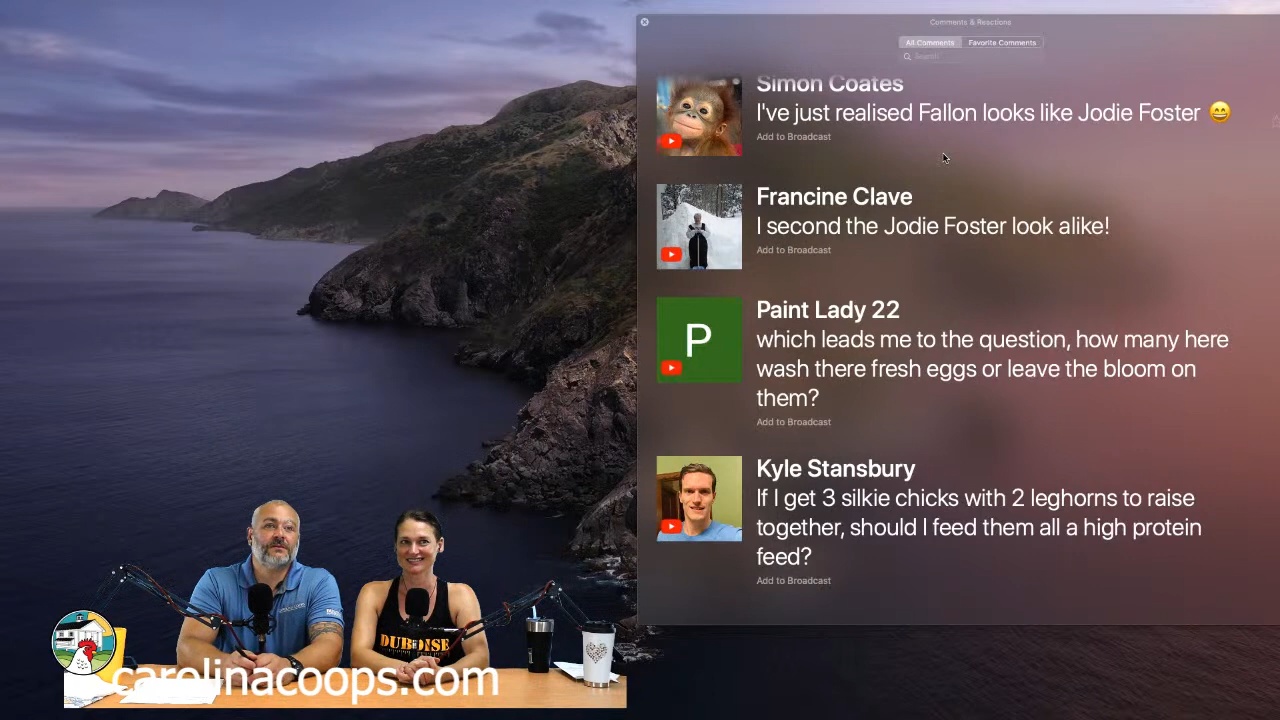 Comments & Reactions
All Comments
Favorite Comments
Search
Simon Coates
I've just realised Fallon looks like Jodie Foster 😄
Add to Broadcast
Francine Clave
I second the Jodie Foster look alike!
Add to Broadcast
P
Paint Lady 22
which leads me to the question, how many here
wash there fresh eggs or leave the bloom on
them?
Add to Broadcast
Kyle Stansbury
If I get 3 silkie chicks with 2 leghorns to raise
together, should I feed them all a high protein
feed?
Add to Broadcast
carolinacoops.com